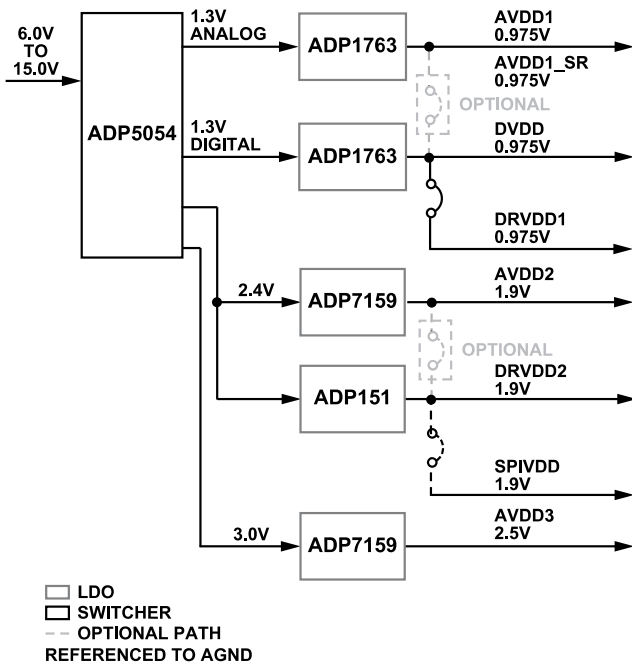 6.0V
TO
15.0V
ADP5054
1.3V
ANALOG
ADP1763
AVDD1
0.975V
AVDD1_SR
0.975V
OPTIONAL
1.3V
DIGITAL
ADP1763
DVDD
0.975V
DRVDD1
0.975V
2.4V
ADP7159
AVDD2
1.9V
OPTIONAL
ADP151
DRVDD2
1.9V
SPIVDD
1.9V
3.0V
ADP7159
AVDD3
2.5V
LDO
SWITCHER
OPTIONAL PATH
REFERENCED TO AGND